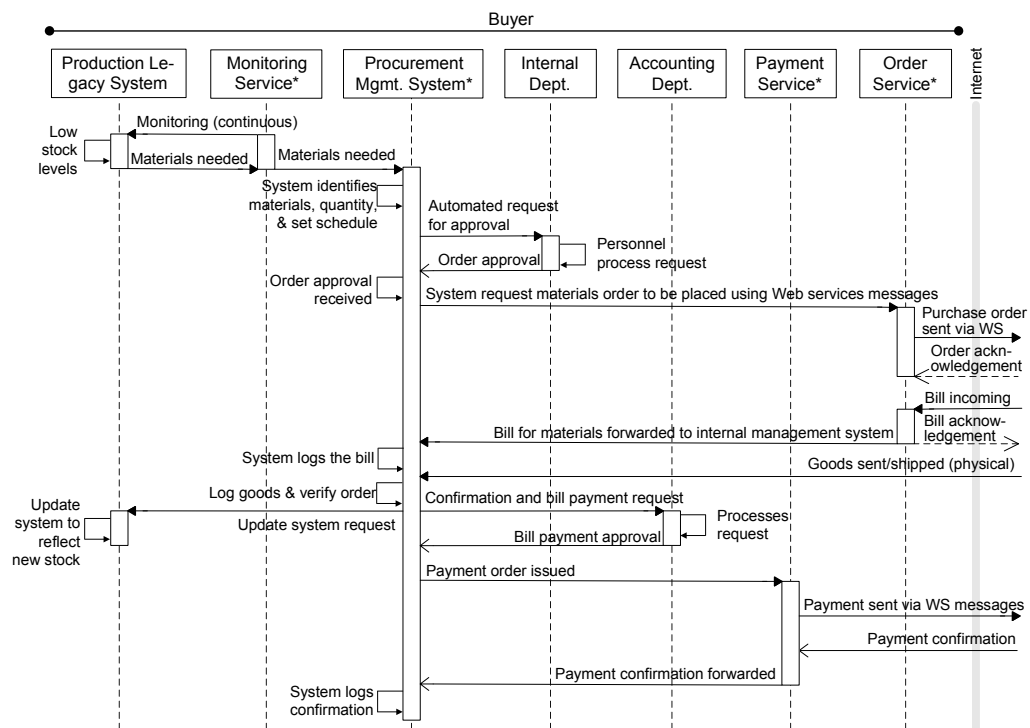 Buyer
Production Le-
gacy System
Monitoring
Service*
Procurement
Mgmt. System*
Internal
Dept.
Accounting
Dept.
Payment
Service*
Order
Service*
Internet
Monitoring (continuous)
Low
stock
levels
Materials needed
Materials needed
System identifies
materials, quantity,
& set schedule
Automated request
for approval
Personnel
process request
Order approval
Order approval
received
System request materials order to be placed using Web services messages
Purchase order
sent via WS
Order ackn-
owledgement
Bill incoming
Bill acknow-
ledgement
Bill for materials forwarded to internal management system
System logs the bill
Goods sent/shipped (physical)
Log goods & verify order
Confirmation and bill payment request
Update
system to
reflect
new stock
Update system request
Processes
request
Bill payment approval
Payment order issued
Payment sent via WS messages
Payment confirmation
Payment confirmation forwarded
System logs
confirmation